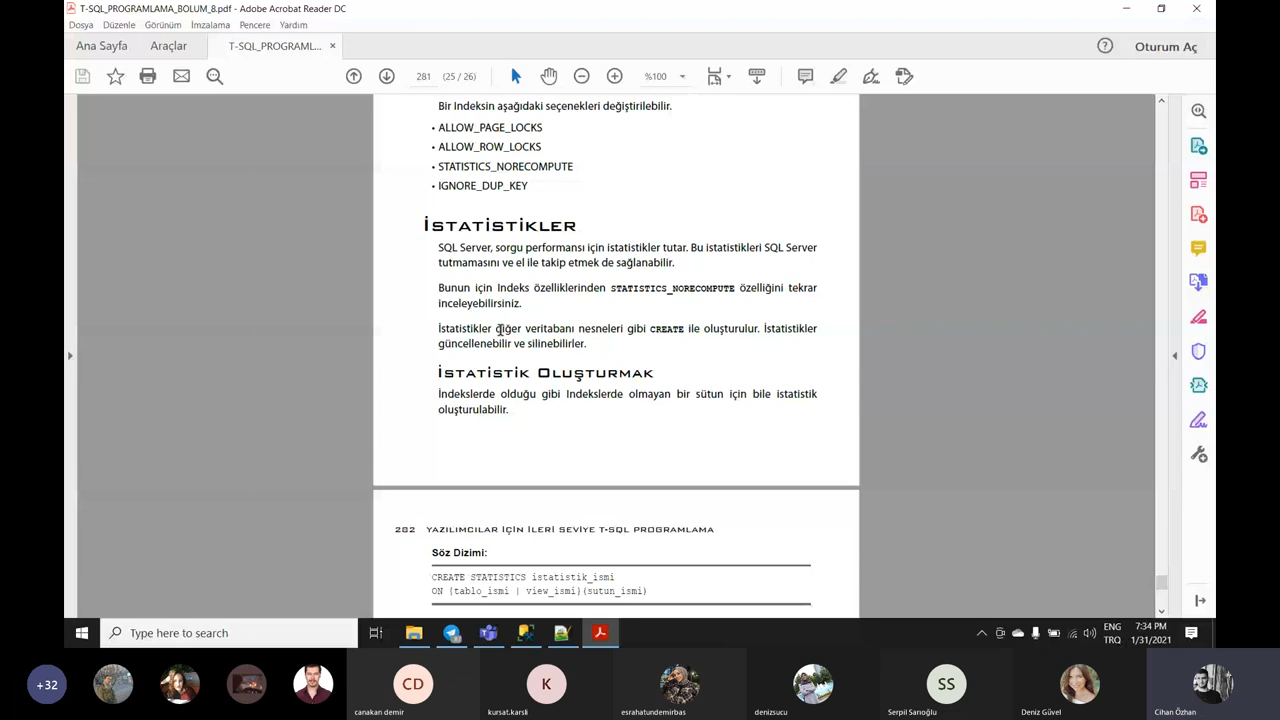 T-SQL_PROGRAMLAMA_BOLUM_8.pdf - Adobe Acrobat Reader DC
Dosya Düzenle Görünüm İmzalama Pencere Yardım
Ana Sayfa Araçlar T-SQL_PROGRAML... × Oturum Aç
281 (25 / 26) %100
Bir Indeksin aşağıdaki seçenekleri değiştirilebilir.
• ALLOW_PAGE_LOCKS
• ALLOW_ROW_LOCKS
• STATISTICS_NORECOMPUTE
• IGNORE_DUP_KEY
İSTATİSTİKLER
SQL Server, sorgu performansı için istatistikler tutar. Bu istatistikleri SQL Server
tutmamasını ve el ile takip etmek de sağlanabilir.
Bunun için Indeks özelliklerinden STATISTICS_NORECOMPUTE özelliğini tekrar
inceleyebilirsiniz.
İstatistikler diğer veritabanı nesneleri gibi CREATE ile oluşturulur. İstatistikler
güncellenebilir ve silinebilirler.
İSTATİSTİK OLUŞTURMAK
İndekslerde olduğu gibi Indekslerde olmayan bir sütun için bile istatistik
oluşturulabilir.
282 YAZILIMCILAR İÇİN İLERİ SEVİYE T-SQL PROGRAMLAMA
Söz Dizimi:
CREATE STATISTICS istatistik_ismi
ON {tablo_ismi | view_ismi}(sutun_ismi)
Type here to search
ENG 7:34 PM
TRQ 1/31/2021
+32 CD K SS
canakan demir kursat.karsli esrahatundemirbas denizsucu Serpil Sarıoğlu Deniz Güvel Cihan Özhan